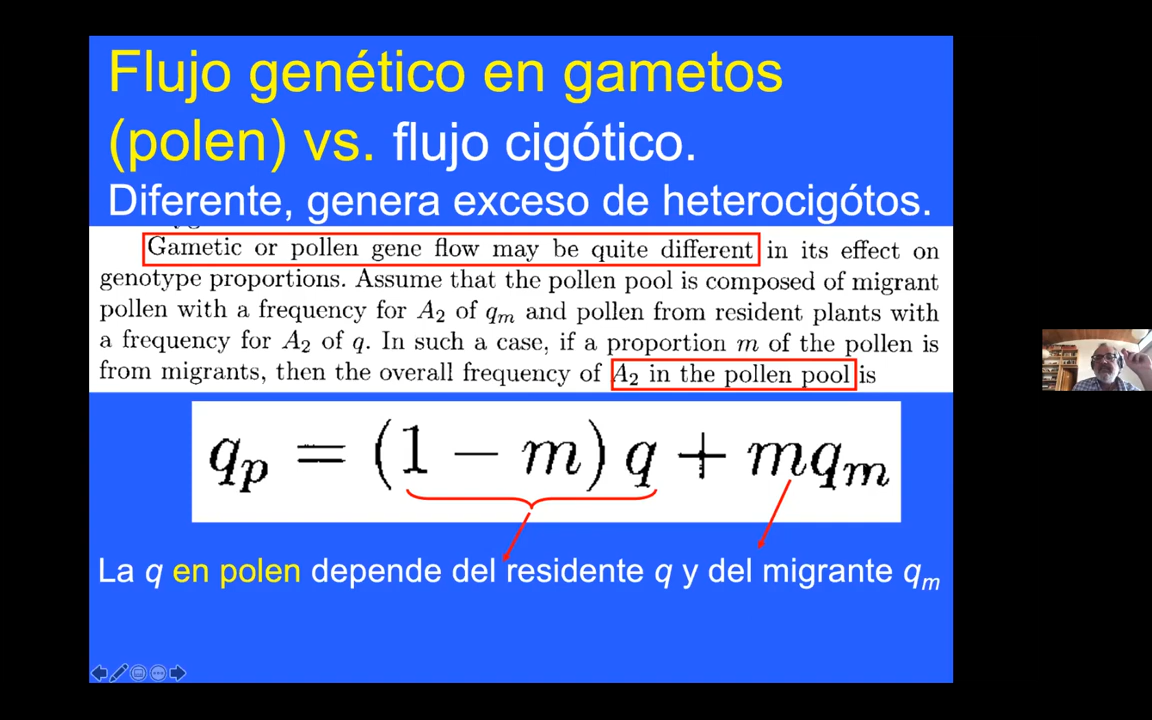 Flujo genético en gametos
(polen) vs. flujo cigótico.
Diferente, genera exceso de heterocigótos.
Gametic or pollen gene flow may be quite different in its effect on
genotype proportions. Assume that the pollen pool is composed of migrant
pollen with a frequency for A₂ of qₘ and pollen from resident plants with
a frequency for A₂ of q. In such a case, if a proportion m of the pollen is
from migrants, then the overall frequency of A₂ in the pollen pool is
qₚ = (1 − m) q + mqₘ
La q en polen depende del residente q y del migrante qₘ